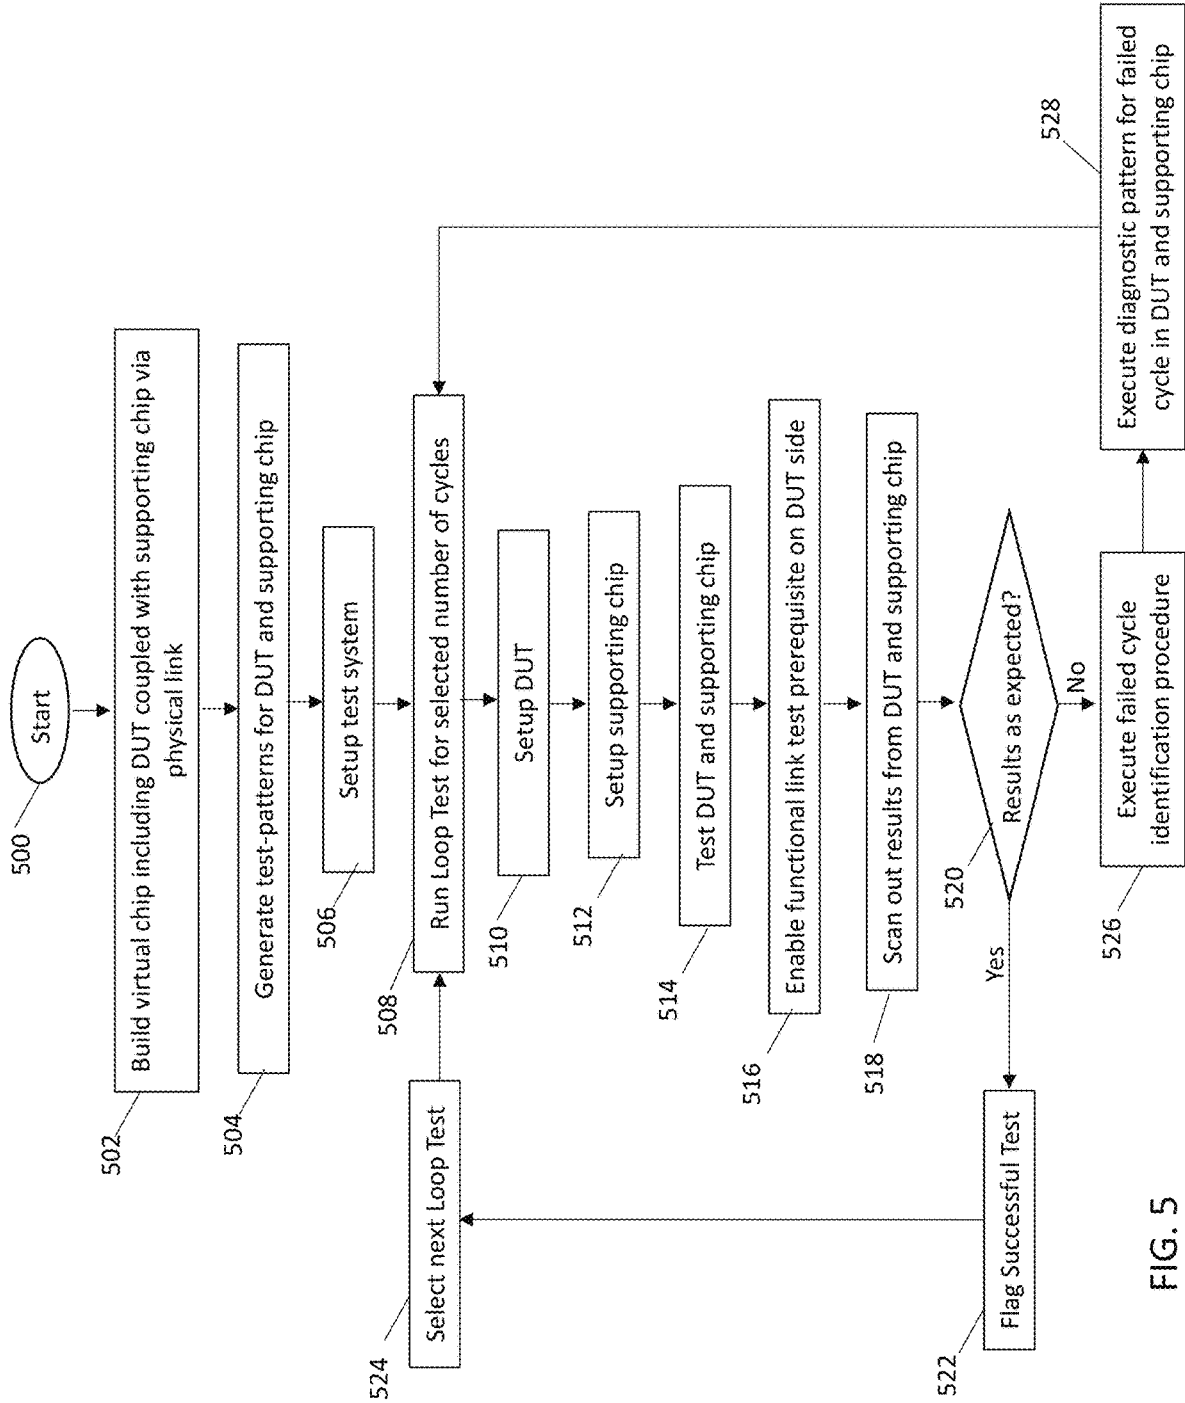 500
Start
502
Build virtual chip including DUT coupled with supporting chip via
physical link
504
Generate test-patterns for DUT and supporting chip
506
Setup test system
508
Run Loop Test for selected number of cycles
510
Setup DUT
512
Setup supporting chip
514
Test DUT and supporting chip
516
Enable functional link test prerequisite on DUT side
518
Scan out results from DUT and supporting chip
520
Results as expected?
Yes
No
522
Flag Successful Test
524
Select next Loop Test
526
Execute failed cycle
identification procedure
528
Execute diagnostic pattern for failed
cycle in DUT and supporting chip
FIG. 5